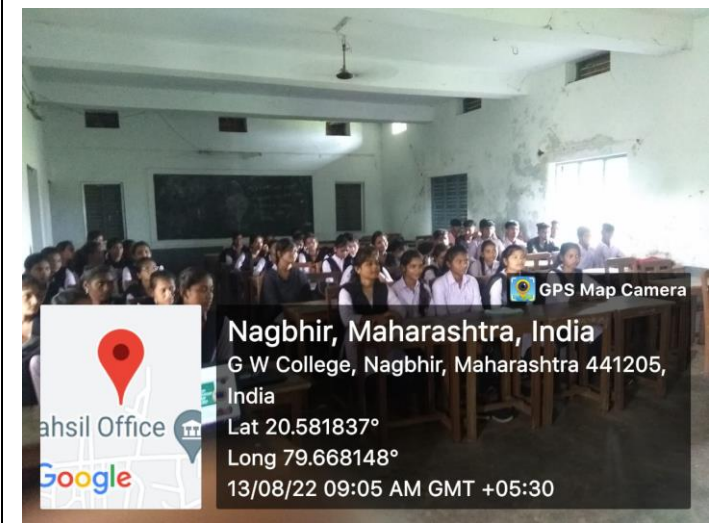 GPS Map Camera
Nagbhir, Maharashtra, India
G W College, Nagbhir, Maharashtra 441205,
India
Lat 20.581837°
Long 79.668148°
13/08/22 09:05 AM GMT +05:30
ahsil Office
Google